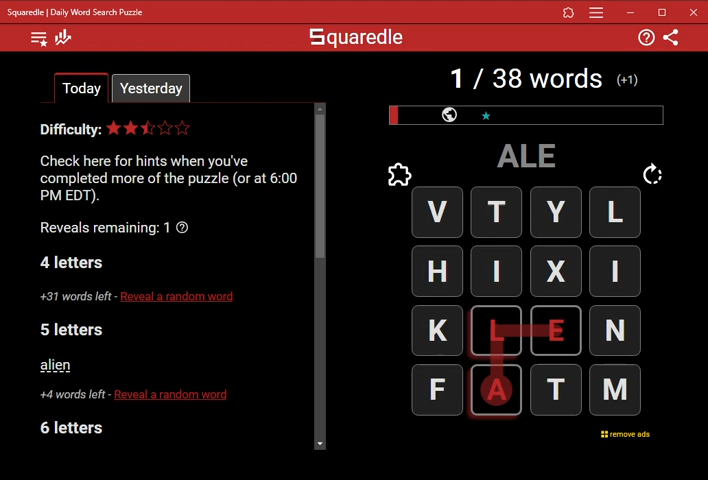 Squaredle | Daily Word Search Puzzle
Squaredle
Today
Yesterday
Difficulty:
Check here for hints when you've
completed more of the puzzle (or at 6:00
PM EDT).
Reveals remaining: 1
4 letters
+31 words left - Reveal a random word
5 letters
alien
+4 words left - Reveal a random word
6 letters
1 / 38 words (+1)
ALE
V T Y L
H I X I
K L E N
F A T M
remove ads